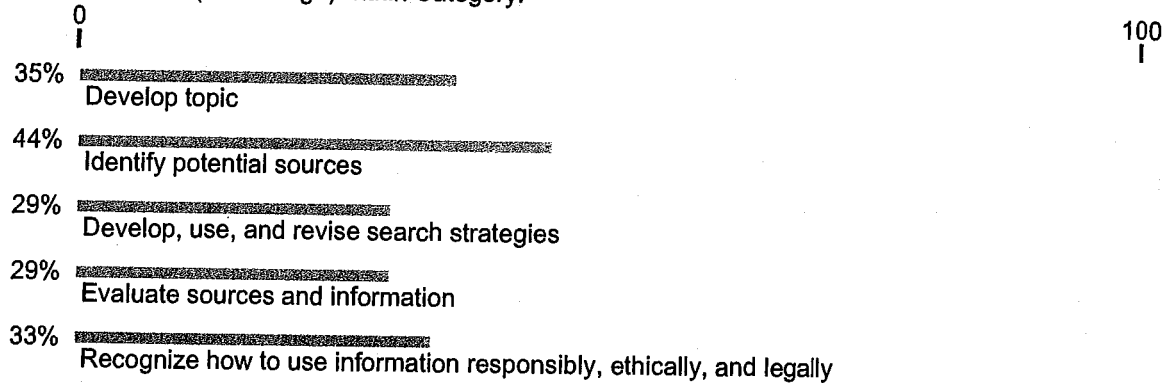 category.
0
100
35%
Develop topic
44%
Identify potential sources
29%
Develop, use, and revise search strategies
29%
Evaluate sources and information
33%
Recognize how to use information responsibly, ethically, and legally